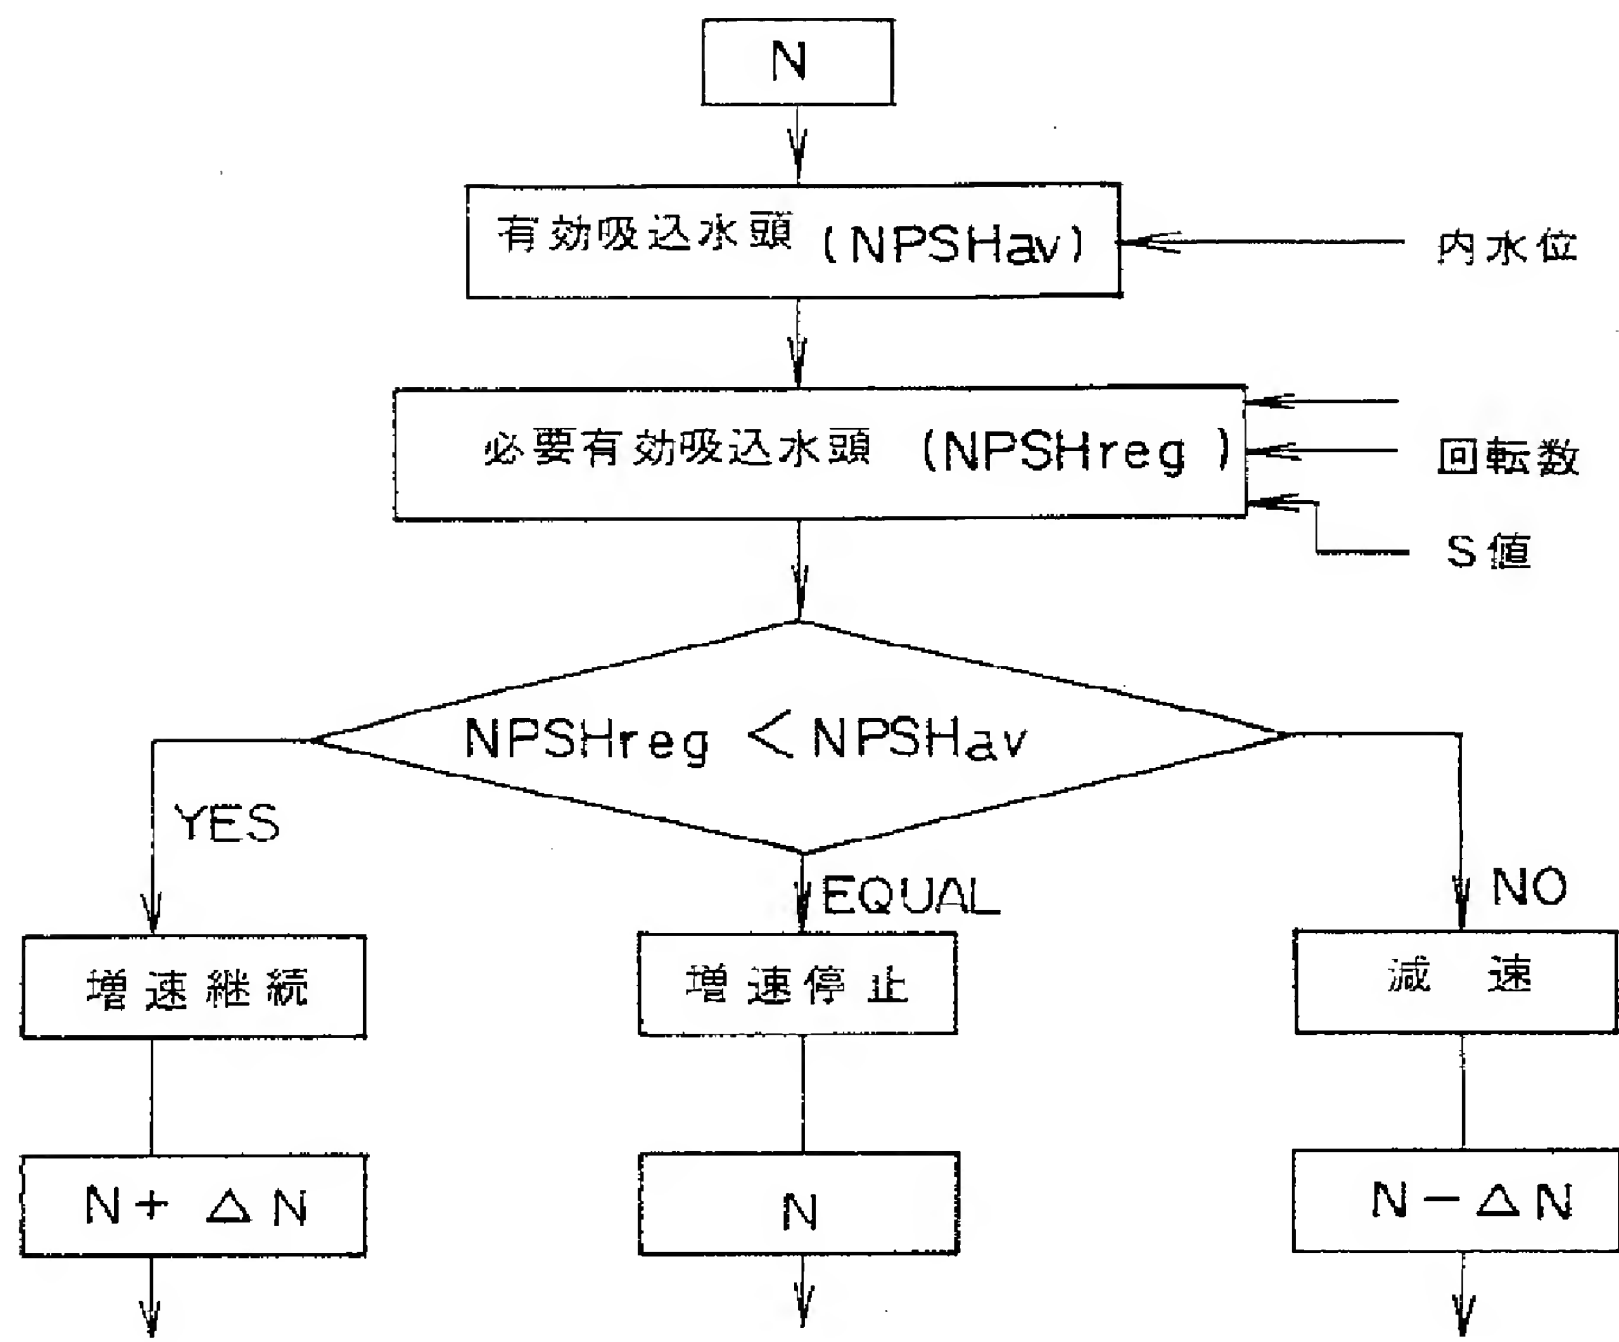 N
有効吸込水頭 (NPSHav)
内水位
必要有効吸込水頭 (NPSHreg)
回転数
S値
NPSHreg < NPSHav
YES
EQUAL
NO
増速継続
増速停止
減速
N + △N
N
N - △N